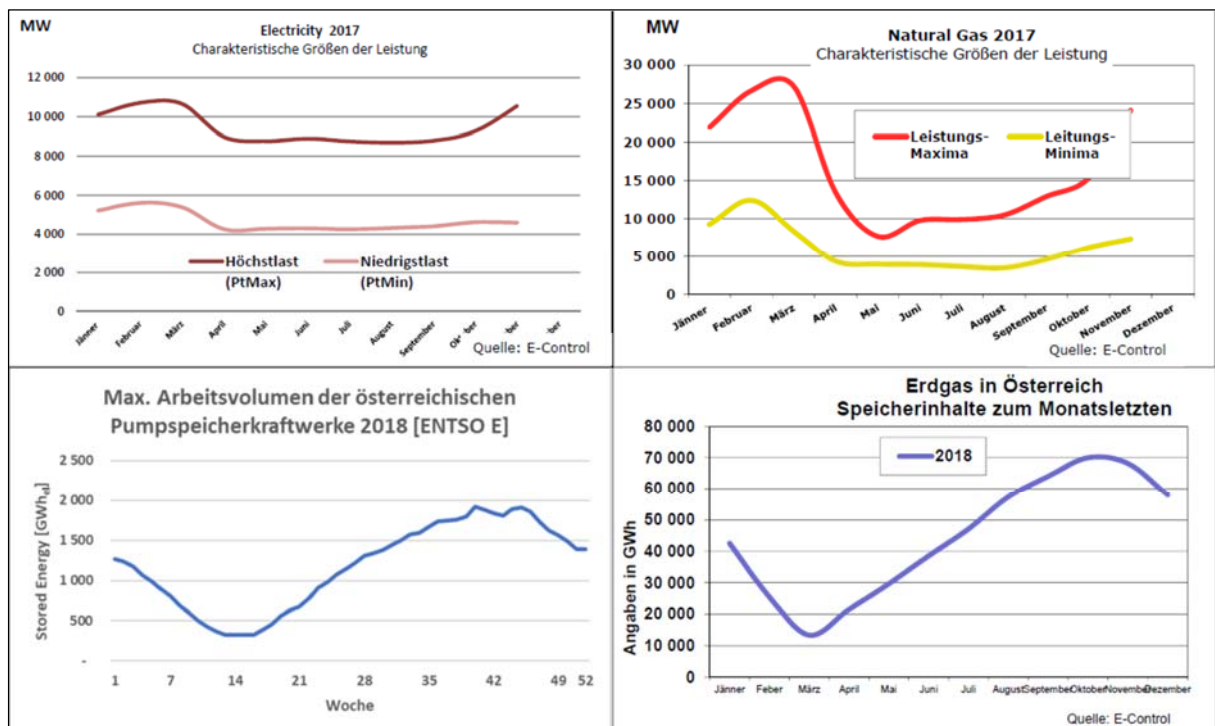 MW
Electricity 2017
Charakteristische Größen der Leistung
12 000
10 000
8 000
6 000
4 000
2 000
0
Höchstlast
(PtMax)
Niedrigstlast
(PtMin)
Jänner
Februar
März
April
Mai
Juni
Juli
August
September
Quelle: E-Control
MW
Natural Gas 2017
Charakteristische Größen der Leistung
30 000
25 000
20 000
15 000
10 000
5 000
0
Leistungs-
Maxima
Leitungs-
Minima
Jänner
Februar
März
April
Mai
Juni
Juli
August
September
Oktober
November
Dezember
Quelle: E-Control
Max. Arbeitsvolumen der österreichischen
Pumpspeicherkraftwerke 2018 [ENTSO E]
Stored Energy [GWhel]
2 500
2 000
1 500
1 000
500
-
1 7 14 21 28 35 42 49 52
Woche
Erdgas in Österreich
Speicherinhalte zum Monatsletzten
Angaben in GWh
80 000
70 000
60 000
50 000
40 000
30 000
20 000
10 000
0
2018
Jänner Feber März April Mai Juni Juli August September Oktober November Dezember
Quelle: E-Control